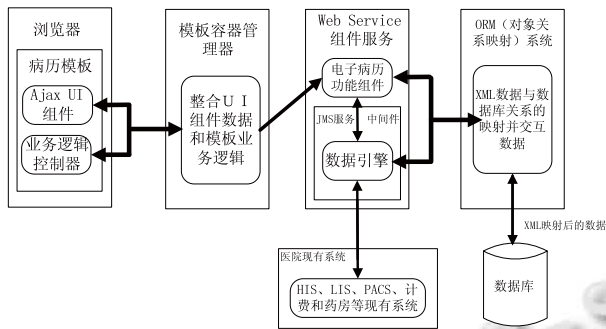 浏览器
病历模板
Ajax UI
组件
业务逻辑
控制器
模板容器管
理器
整合ＵＩ
组件数据
和模板业
务逻辑
Web Service
组件服务
电子病历
功能组件
JMS服务 中间件
数据引擎
ORM（对象关
系映射）系统
XML数据与数
据库关系的
映射并交互
数据
XML映射后的数据
数据库
医院现有系统
HIS、LIS、PACS、计
费和药房等现有系统